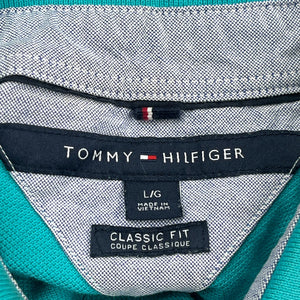 TOMMY HILFIGER
L/G
MADE IN
VIETNAM
CLASSIC FIT
COUPE CLASSIQUE